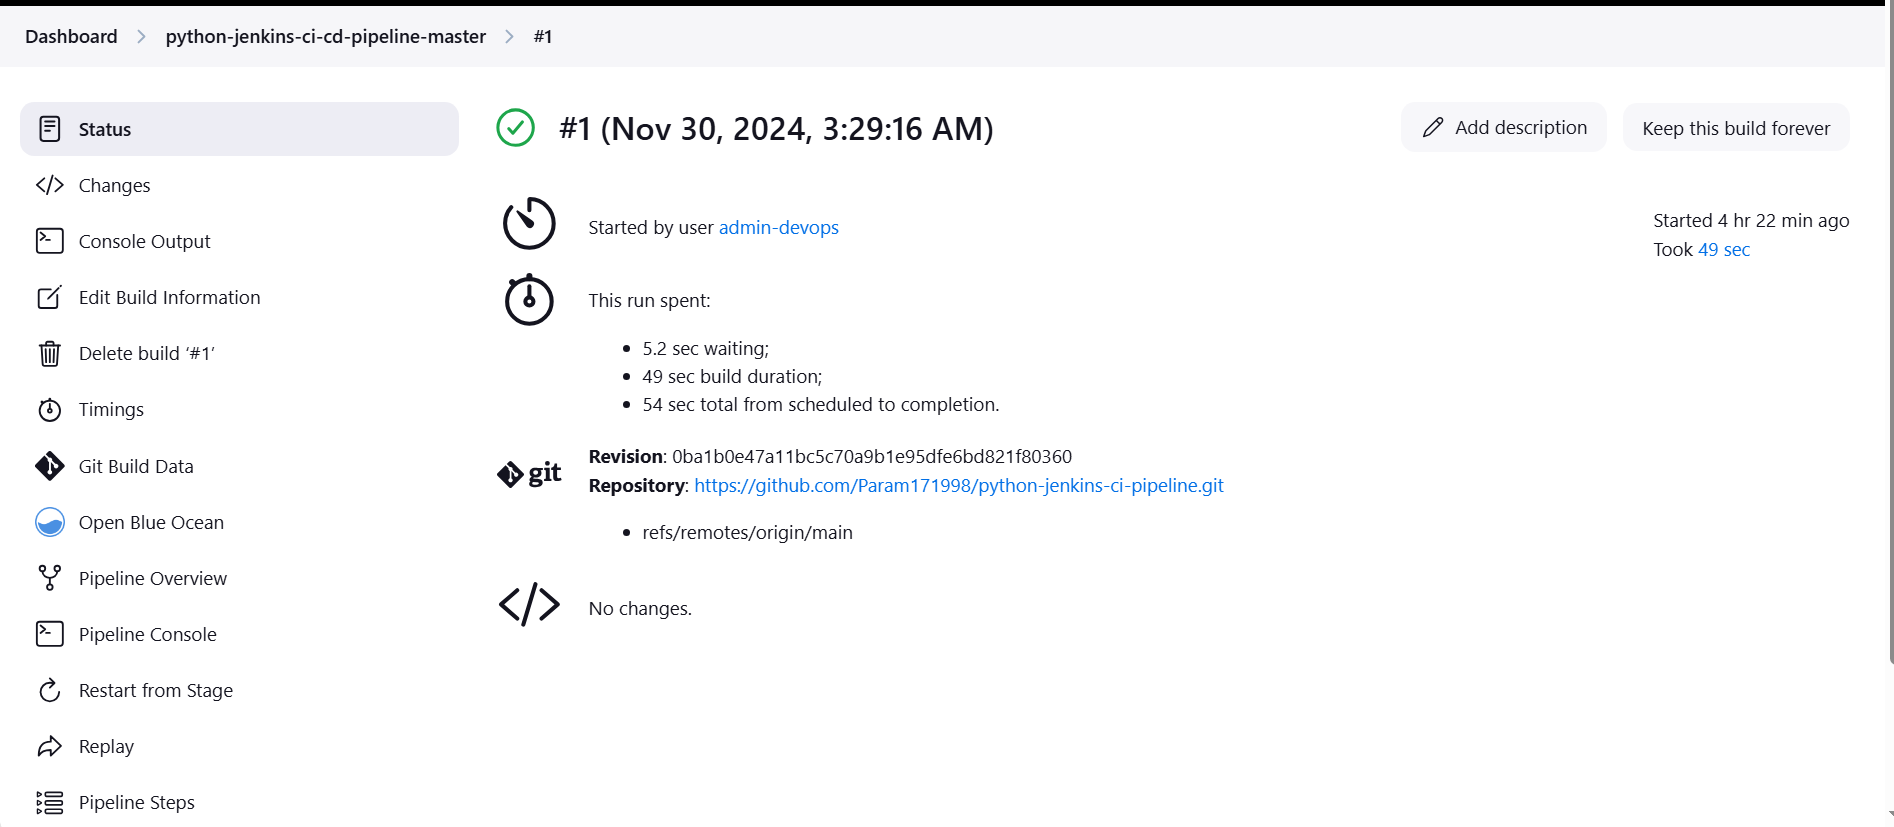 Dashboard > python-jenkins-ci-cd-pipeline-master > #1
Status
Changes
Console Output
Edit Build Information
Delete build ‘#1’
Timings
Git Build Data
Open Blue Ocean
Pipeline Overview
Pipeline Console
Restart from Stage
Replay
Pipeline Steps
#1 (Nov 30, 2024, 3:29:16 AM)
Add description
Keep this build forever
Started by user admin-devops
Started 4 hr 22 min ago
Took 49 sec
This run spent:
5.2 sec waiting;
49 sec build duration;
54 sec total from scheduled to completion.
git
Revision: 0ba1b0e47a11bc5c70a9b1e95dfe6bd821f80360
Repository: https://github.com/Param171998/python-jenkins-ci-pipeline.git
refs/remotes/origin/main
No changes.